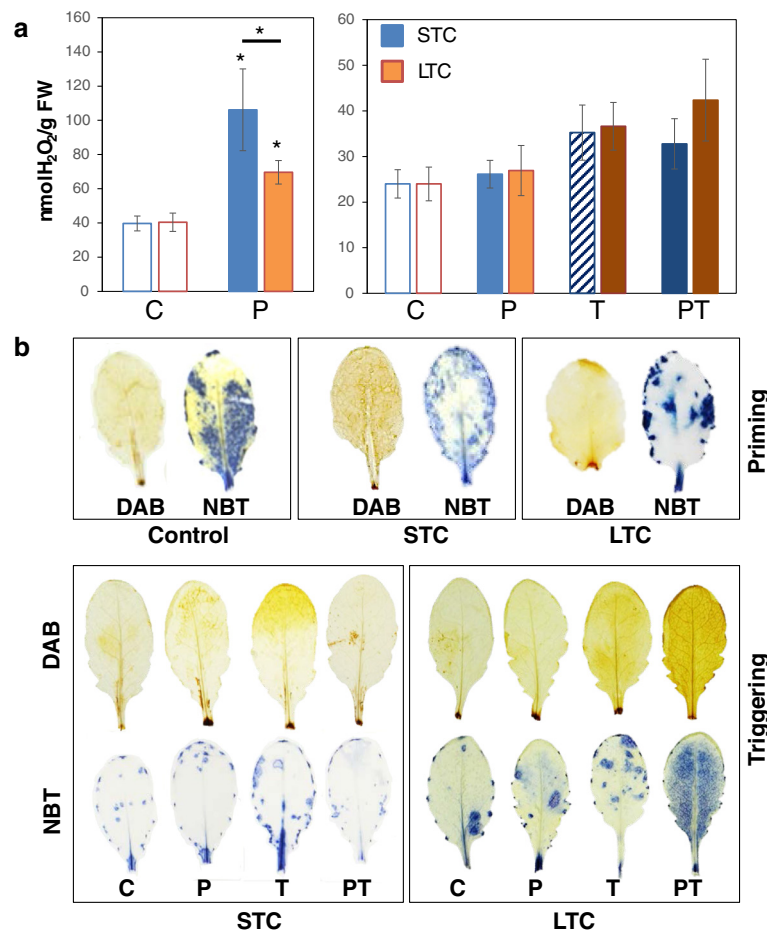 a
nmolH₂O₂/g FW
160
140
120
100
80
60
40
20
0
*
*
*
C P
60
50
40
30
20
10
0
STC
LTC
C P T PT
b
DAB NBT
Control
DAB NBT
STC
DAB NBT
LTC
Priming
DAB
NBT
Triggering
C P T PT
STC
C P T PT
LTC